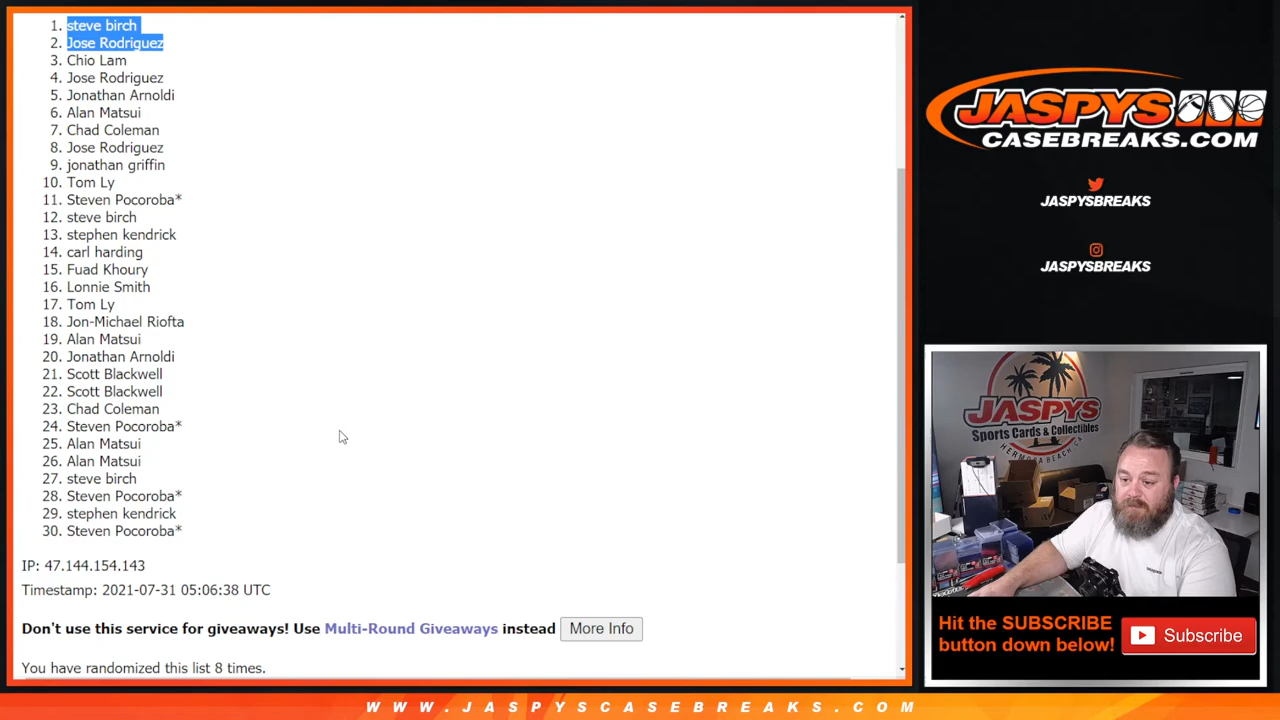 1. steve birch
2. Jose Rodriguez
3. Chio Lam
4. Jose Rodriguez
5. Jonathan Arnoldi
6. Alan Matsui
7. Chad Coleman
8. Jose Rodriguez
9. jonathan griffin
10. Tom Ly
11. Steven Pocoroba*
12. steve birch
13. stephen kendrick
14. carl harding
15. Fuad Khoury
16. Lonnie Smith
17. Tom Ly
18. Jon-Michael Riofta
19. Alan Matsui
20. Jonathan Arnoldi
21. Scott Blackwell
22. Scott Blackwell
23. Chad Coleman
24. Steven Pocoroba*
25. Alan Matsui
26. Alan Matsui
27. steve birch
28. Steven Pocoroba*
29. stephen kendrick
30. Steven Pocoroba*
IP: 47.144.154.143
Timestamp: 2021-07-31 05:06:38 UTC
Don't use this service for giveaways! Use Multi-Round Giveaways instead More Info
You have randomized this list 8 times.
JASPYS
CASEBREAKS.COM
JASPYSBREAKS
JASPYSBREAKS
JASPYS
Sports Cards & Collectibles
HERMOSA BEACH CA
Hit the SUBSCRIBE
button down below!
Subscribe
WWW.JASPYSCASEBREAKS.COM